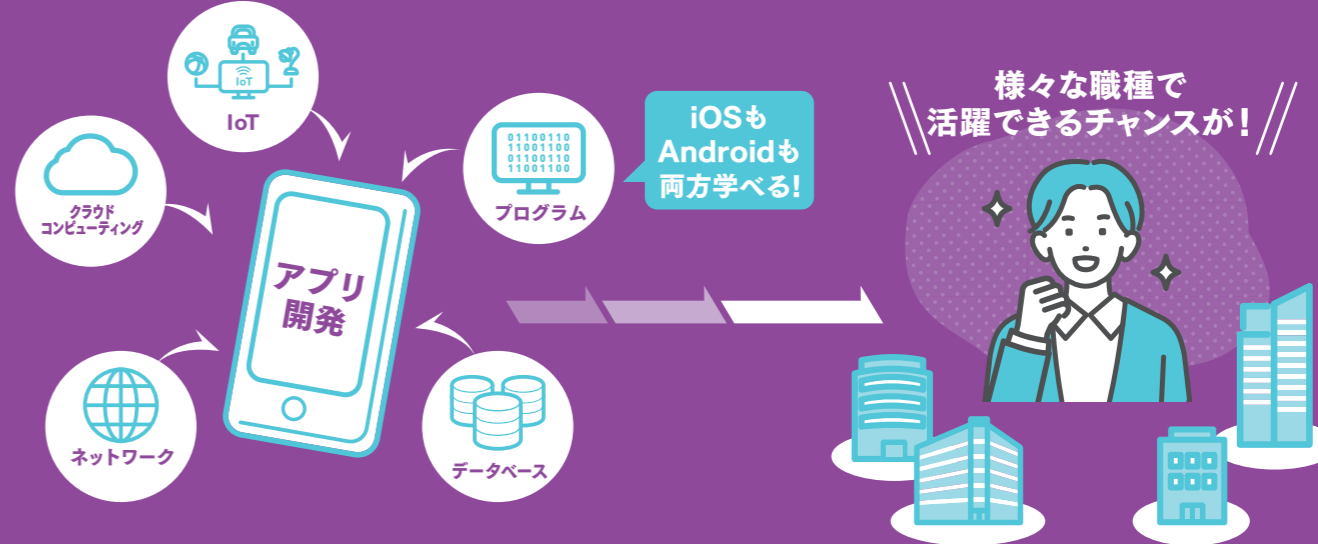 IoT
IoT
クラウド
コンピューティング
01100110
11001100
01100110
11001100
プログラム
iOSも
Androidも
両方学べる!
アプリ
開発
ネットワーク
データベース
様々な職種で
活躍できるチャンスが!